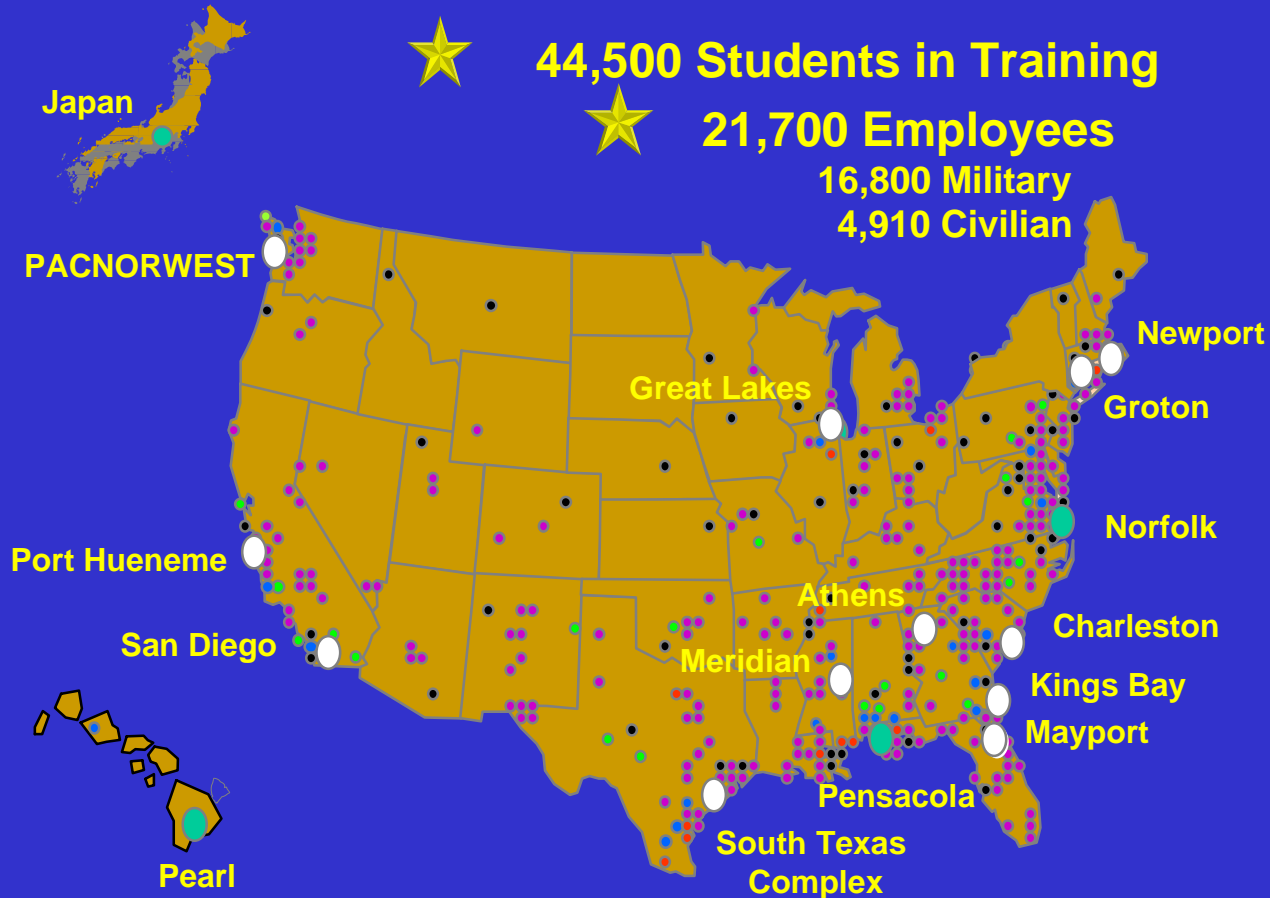 44,500 Students in Training
Japan
21,700 Employees
16,800 Military
4,910 Civilian
PACNORWEST
Newport
Great Lakes
Groton
Norfolk
Port Hueneme
Athens
Charleston
San Diego
Meridian
Kings Bay
Mayport
Pensacola
South Texas
Complex
Pearl